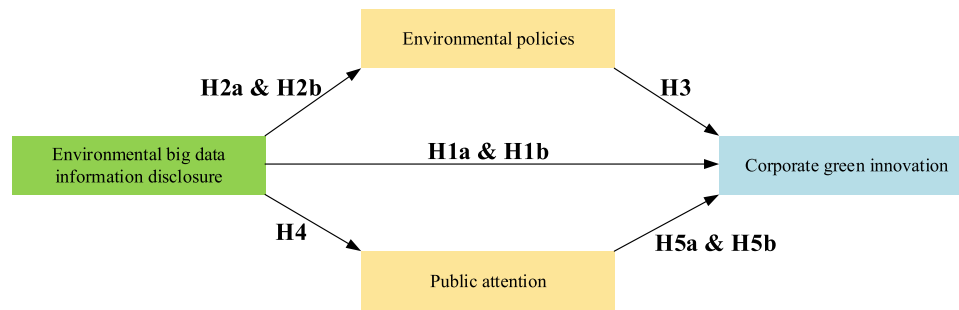 Environmental policies
H2a & H2b
H3
Environmental big data
information disclosure
H1a & H1b
Corporate green innovation
H4
H5a & H5b
Public attention